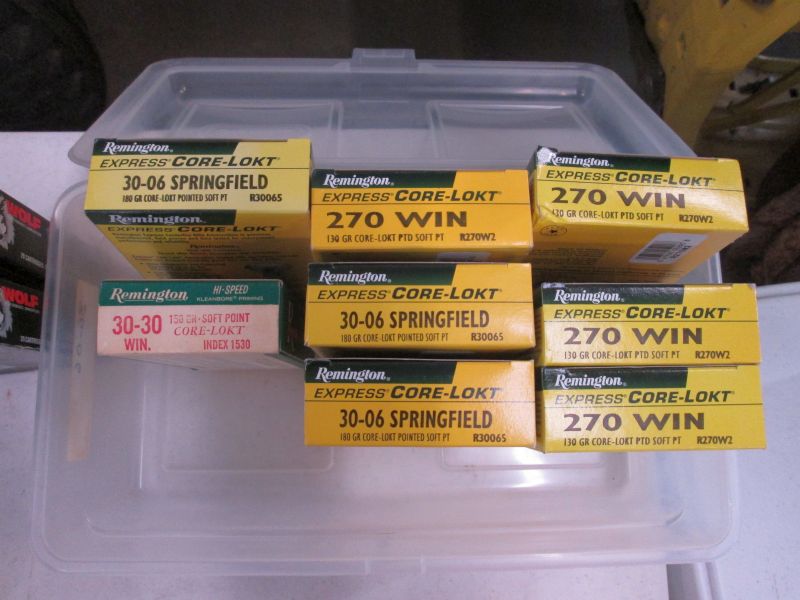 Remington
EXPRESS® CORE-LOKT®
30-06 SPRINGFIELD
180 GR CORE-LOKT POINTED SOFT PT R30065
Remington
EXPRESS® CORE-LOKT®
Remington
EXPRESS® CORE-LOKT®
270 WIN
130 GR CORE-LOKT PTD SOFT PT R270W2
Remington
EXPRESS® CORE-LOKT®
270 WIN
130 GR CORE-LOKT PTD SOFT PT R270W2
WOLF
WOLF
Remington
HI-SPEED
KLEANBORE® PRIMING
30-30 WIN.
150 GR-SOFT POINT
CORE-LOKT
INDEX 1530
Remington
EXPRESS® CORE-LOKT®
30-06 SPRINGFIELD
180 GR CORE-LOKT POINTED SOFT PT R30065
Remington
EXPRESS® CORE-LOKT®
270 WIN
130 GR CORE-LOKT PTD SOFT PT R270W2
Remington
EXPRESS® CORE-LOKT®
30-06 SPRINGFIELD
180 GR CORE-LOKT POINTED SOFT PT R30065
Remington
EXPRESS® CORE-LOKT®
270 WIN
130 GR CORE-LOKT PTD SOFT PT R270W2